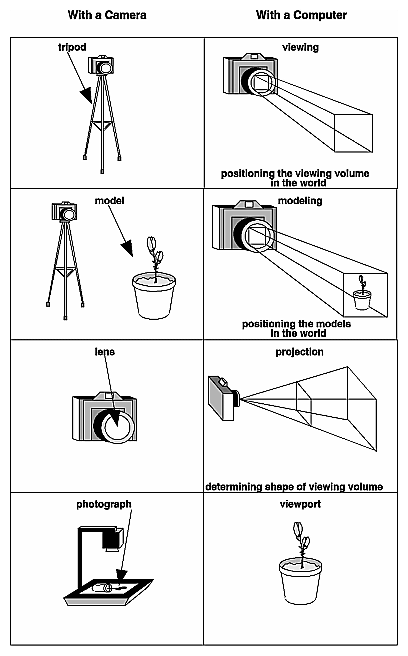 With a Camera
With a Computer
tripod
viewing
positioning the viewing volume
in the world
model
modeling
positioning the models
in the world
lens
projection
determining shape of viewing volume
photograph
viewport